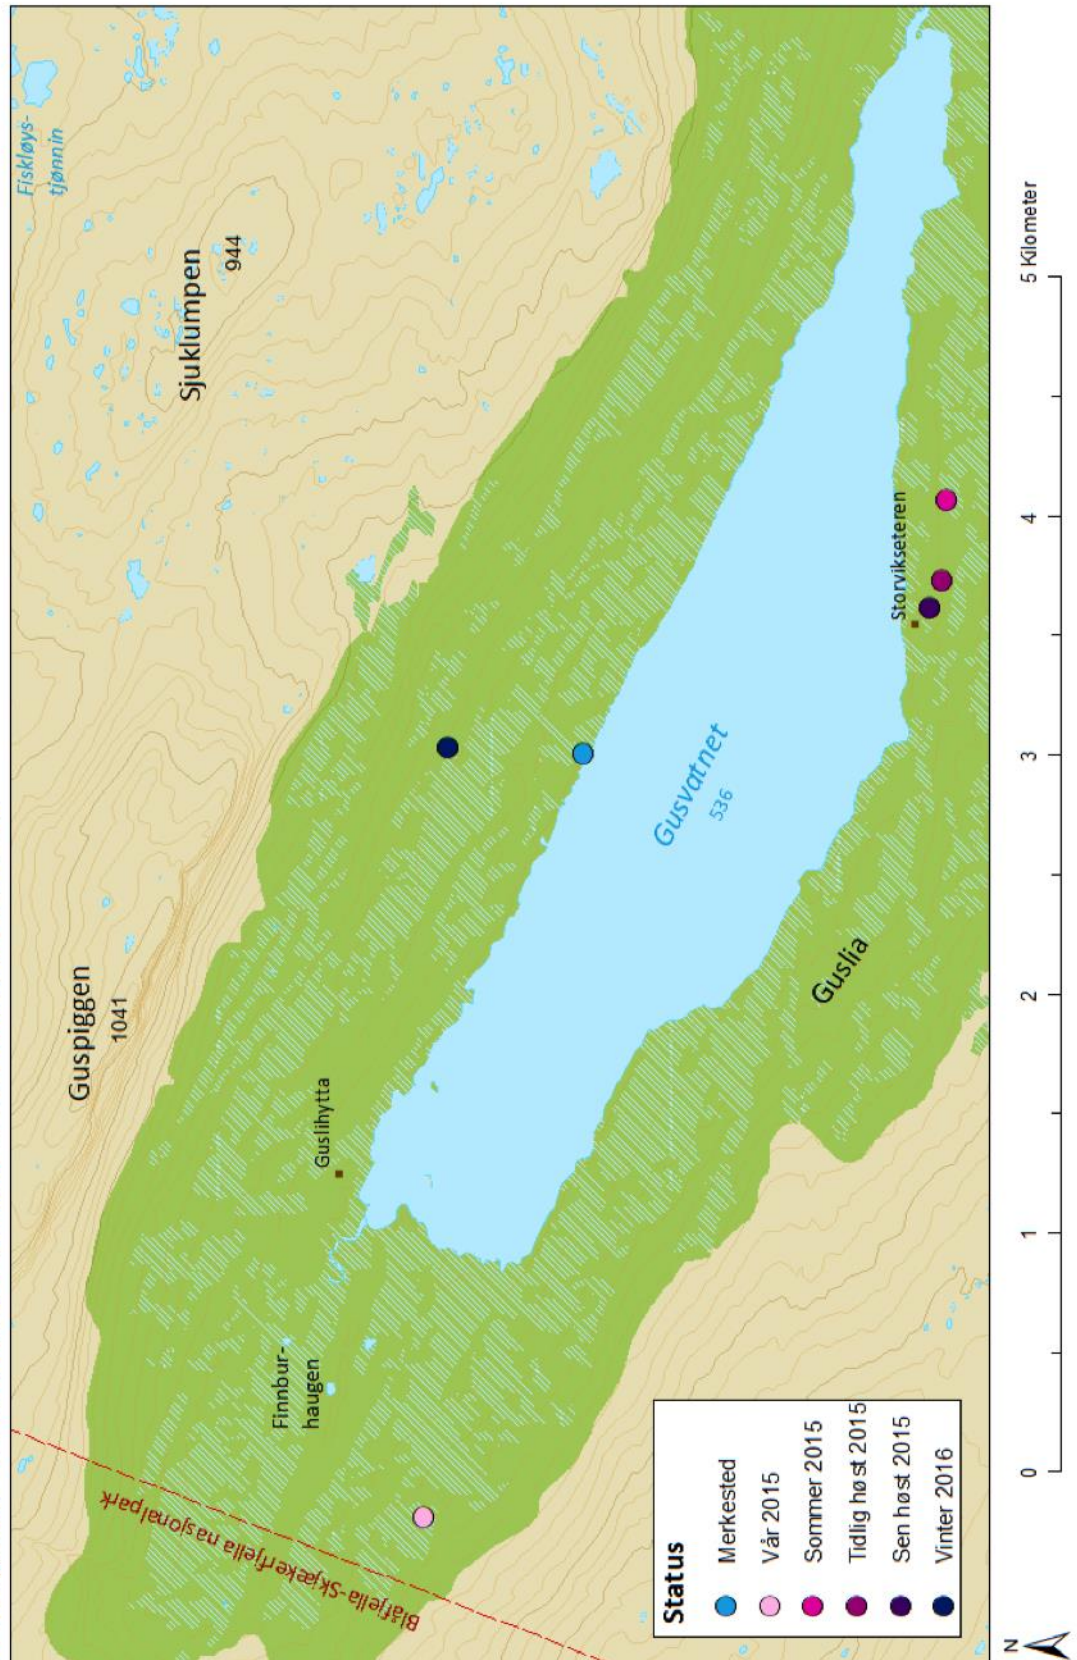 Fiskløys-
tjønnin
Sjuklumpen
944
Guspiggen
1041
Guslihytta
Finnbur-
haugen
Blåfjella-Skjækerfjella nasjonalpark
Gusvatnet
536
Storvikseteren
Guslia
Status
Merkested
Vår 2015
Sommer 2015
Tidlig høst 2015
Sen høst 2015
Vinter 2016
N
0
1
2
3
4
5 Kilometer